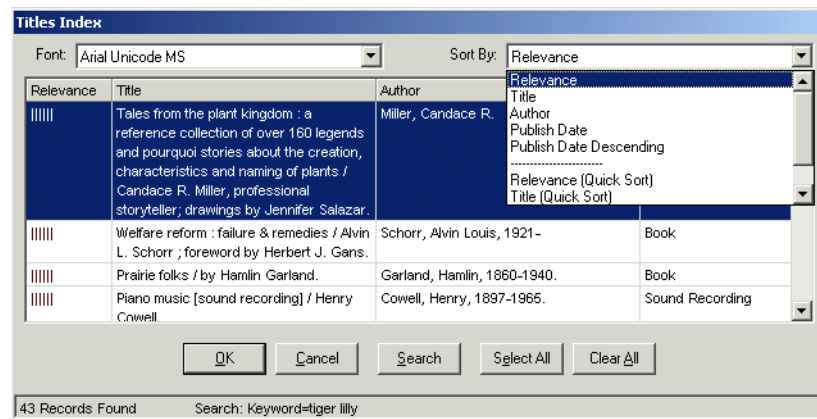 Titles Index
Font: Arial Unicode MS Sort By: Relevance
Relevance
Title
Author
Publish Date
Publish Date Descending
-----------------------
Relevance (Quick Sort)
Title (Quick Sort)
Relevance Title Author
|||||| Tales from the plant kingdom : a Miller, Candace R.
reference collection of over 160 legends
and pourquoi stories about the creation,
characteristics and naming of plants /
Candace R. Miller, professional
storyteller; drawings by Jennifer Salazar.
|||||| Welfare reform : failure & remedies / Alvin Schorr, Alvin Louis, 1921- Book
L. Schorr ; foreword by Herbert J. Gans.
|||||| Prairie folks / by Hamlin Garland. Garland, Hamlin, 1860-1940. Book
|||||| Piano music [sound recording] / Henry Cowell, Henry, 1897-1965. Sound Recording
Cowell
OK Cancel Search Select All Clear All
43 Records Found Search: Keyword=tiger lilly